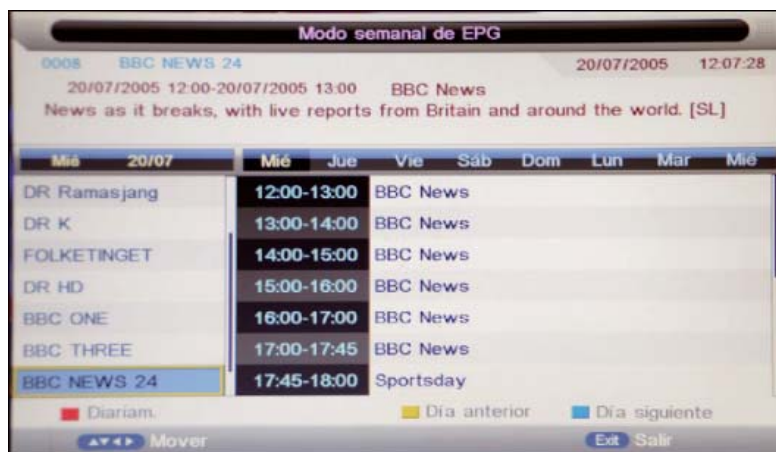 Modo semanal de EPG
0008 BBC NEWS 24 20/07/2005 12:07:28
20/07/2005 12:00-20/07/2005 13:00 BBC News
News as it breaks, with live reports from Britain and around the world. [SL]
Mié 20/07 Mié Jue Vie Sáb Dom Lun Mar Mié
DR Ramasjang 12:00-13:00 BBC News
DR K 13:00-14:00 BBC News
FOLKETINGET 14:00-15:00 BBC News
DR HD 15:00-16:00 BBC News
BBC ONE 16:00-17:00 BBC News
BBC THREE 17:00-17:45 BBC News
BBC NEWS 24 17:45-18:00 Sportsday
Diariam. Día anterior Día siguiente
Mover Exit Salir